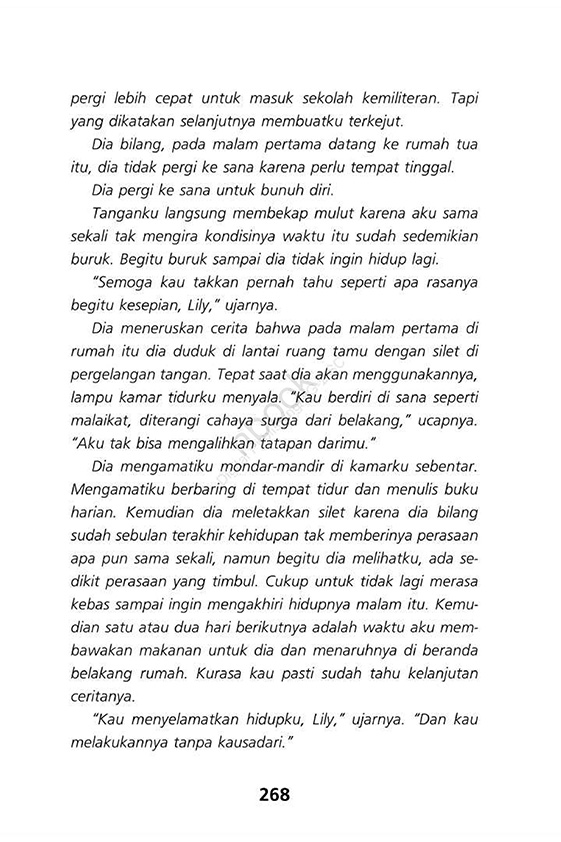 pergi lebih cepat untuk masuk sekolah kemiliteran. Tapi
yang dikatakan selanjutnya membuatku terkejut.
Dia bilang, pada malam pertama datang ke rumah tua
itu, dia tidak pergi ke sana karena perlu tempat tinggal.
Dia pergi ke sana untuk bunuh diri.
Tanganku langsung membekap mulut karena aku sama
sekali tak mengira kondisinya waktu itu sudah sedemikian
buruk. Begitu buruk sampai dia tidak ingin hidup lagi.
“Semoga kau takkan pernah tahu seperti apa rasanya
begitu kesepian, Lily,” ujarnya.
Dia meneruskan cerita bahwa pada malam pertama di
rumah itu dia duduk di lantai ruang tamu dengan silet di
pergelangan tangan. Tepat saat dia akan menggunakannya,
lampu kamar tidurku menyala. “Kau berdiri di sana seperti
malaikat, diterangi cahaya surga dari belakang,” ucapnya.
“Aku tak bisa mengalihkan tatapan darimu.”
Dia mengamatiku mondar-mandir di kamarku sebentar.
Mengamatiku berbaring di tempat tidur dan menulis buku
harian. Kemudian dia meletakkan silet karena dia bilang
sudah sebulan terakhir kehidupan tak memberinya perasaan
apa pun sama sekali, namun begitu dia melihatku, ada se-
dikit perasaan yang timbul. Cukup untuk tidak lagi merasa
kebas sampai ingin mengakhiri hidupnya malam itu. Kemu-
dian satu atau dua hari berikutnya adalah waktu aku mem-
bawakan makanan untuk dia dan menaruhnya di beranda
belakang rumah. Kurasa kau pasti sudah tahu kelanjutan
ceritanya.
“Kau menyelamatkan hidupku, Lily,” ujarnya. “Dan kau
melakukannya tanpa kausadari.”
268